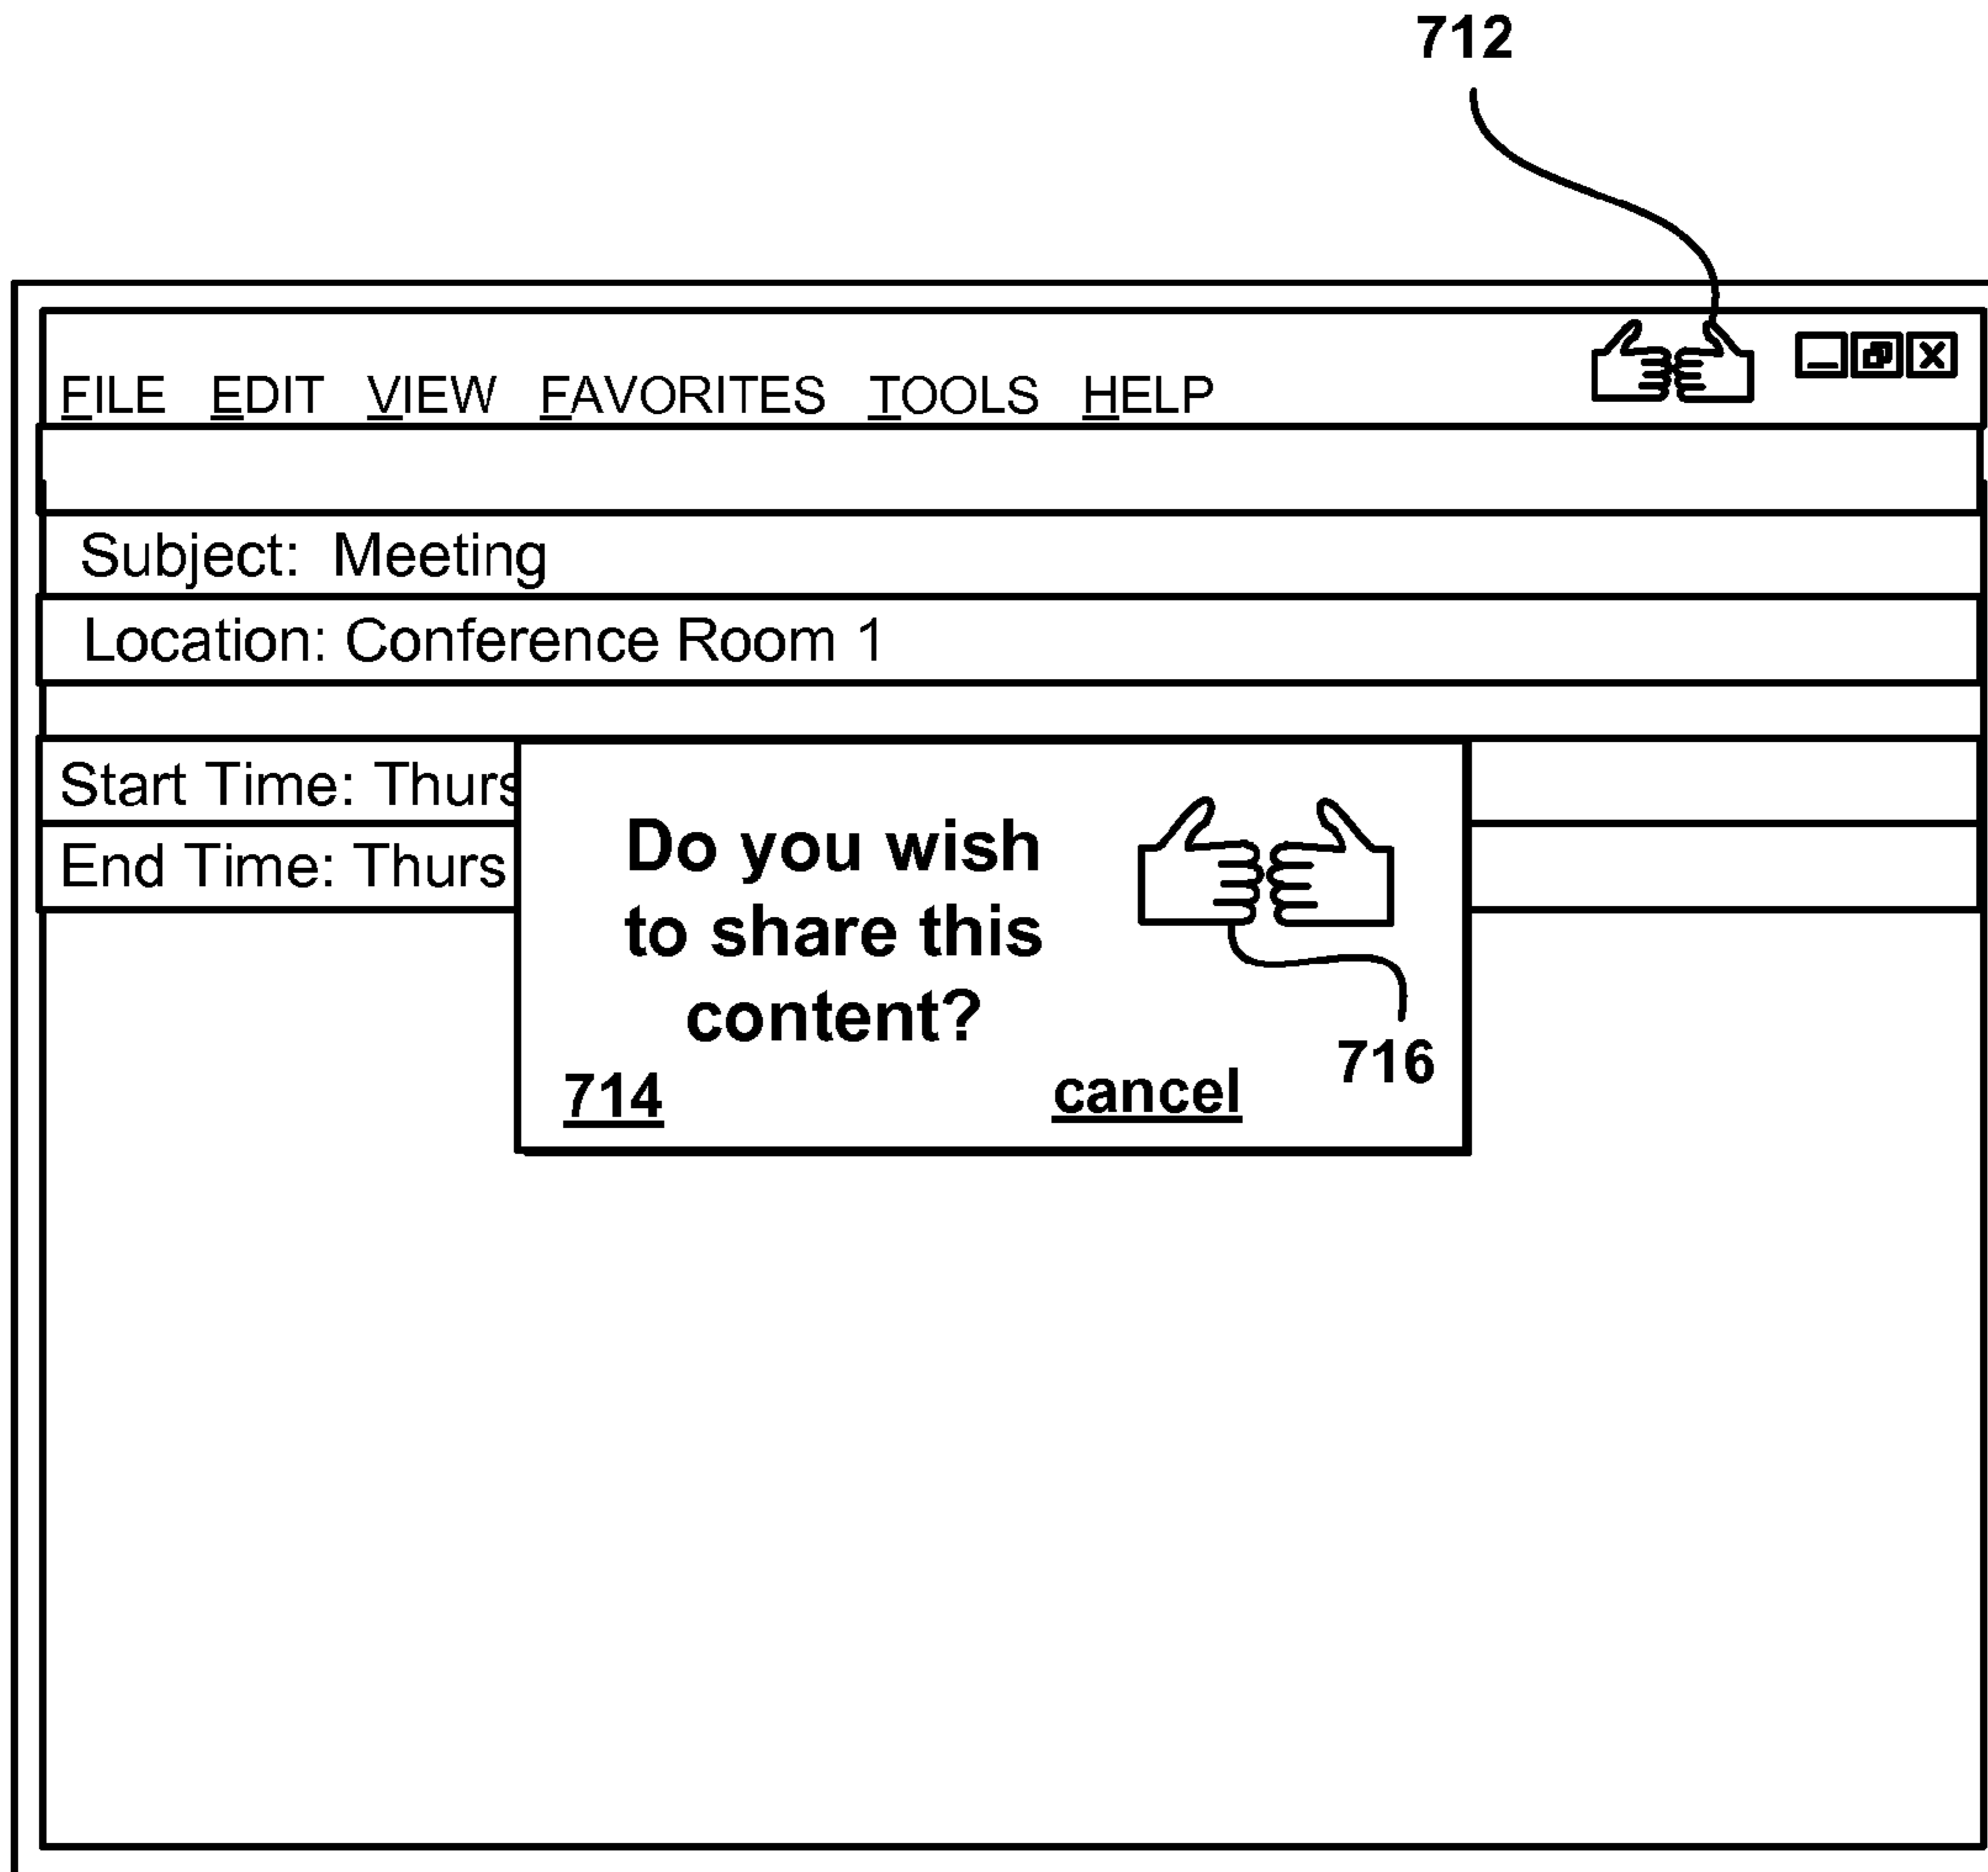 712
FILE EDIT VIEW FAVORITES TOOLS HELP
Subject: Meeting
Location: Conference Room 1
Start Time: Thurs
End Time: Thurs
Do you wish
to share this
content?
716
714 cancel